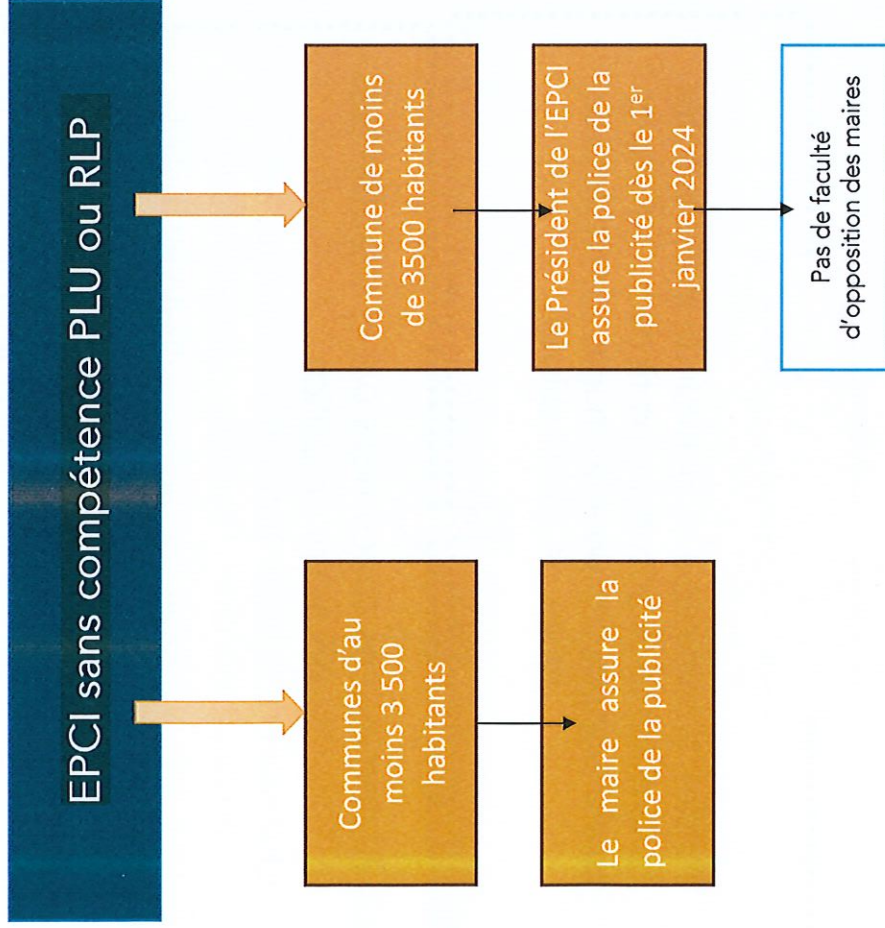 EPCI sans compétence PLU ou RLP
Communes d'au
moins 3 500
habitants
Le maire assure la
police de la publicité
Commune de moins
de 3500 habitants
Le Président de l'EPCI
assure la police de la
publicité dès le 1er
janvier 2024
Pas de faculté
d'opposition des maires